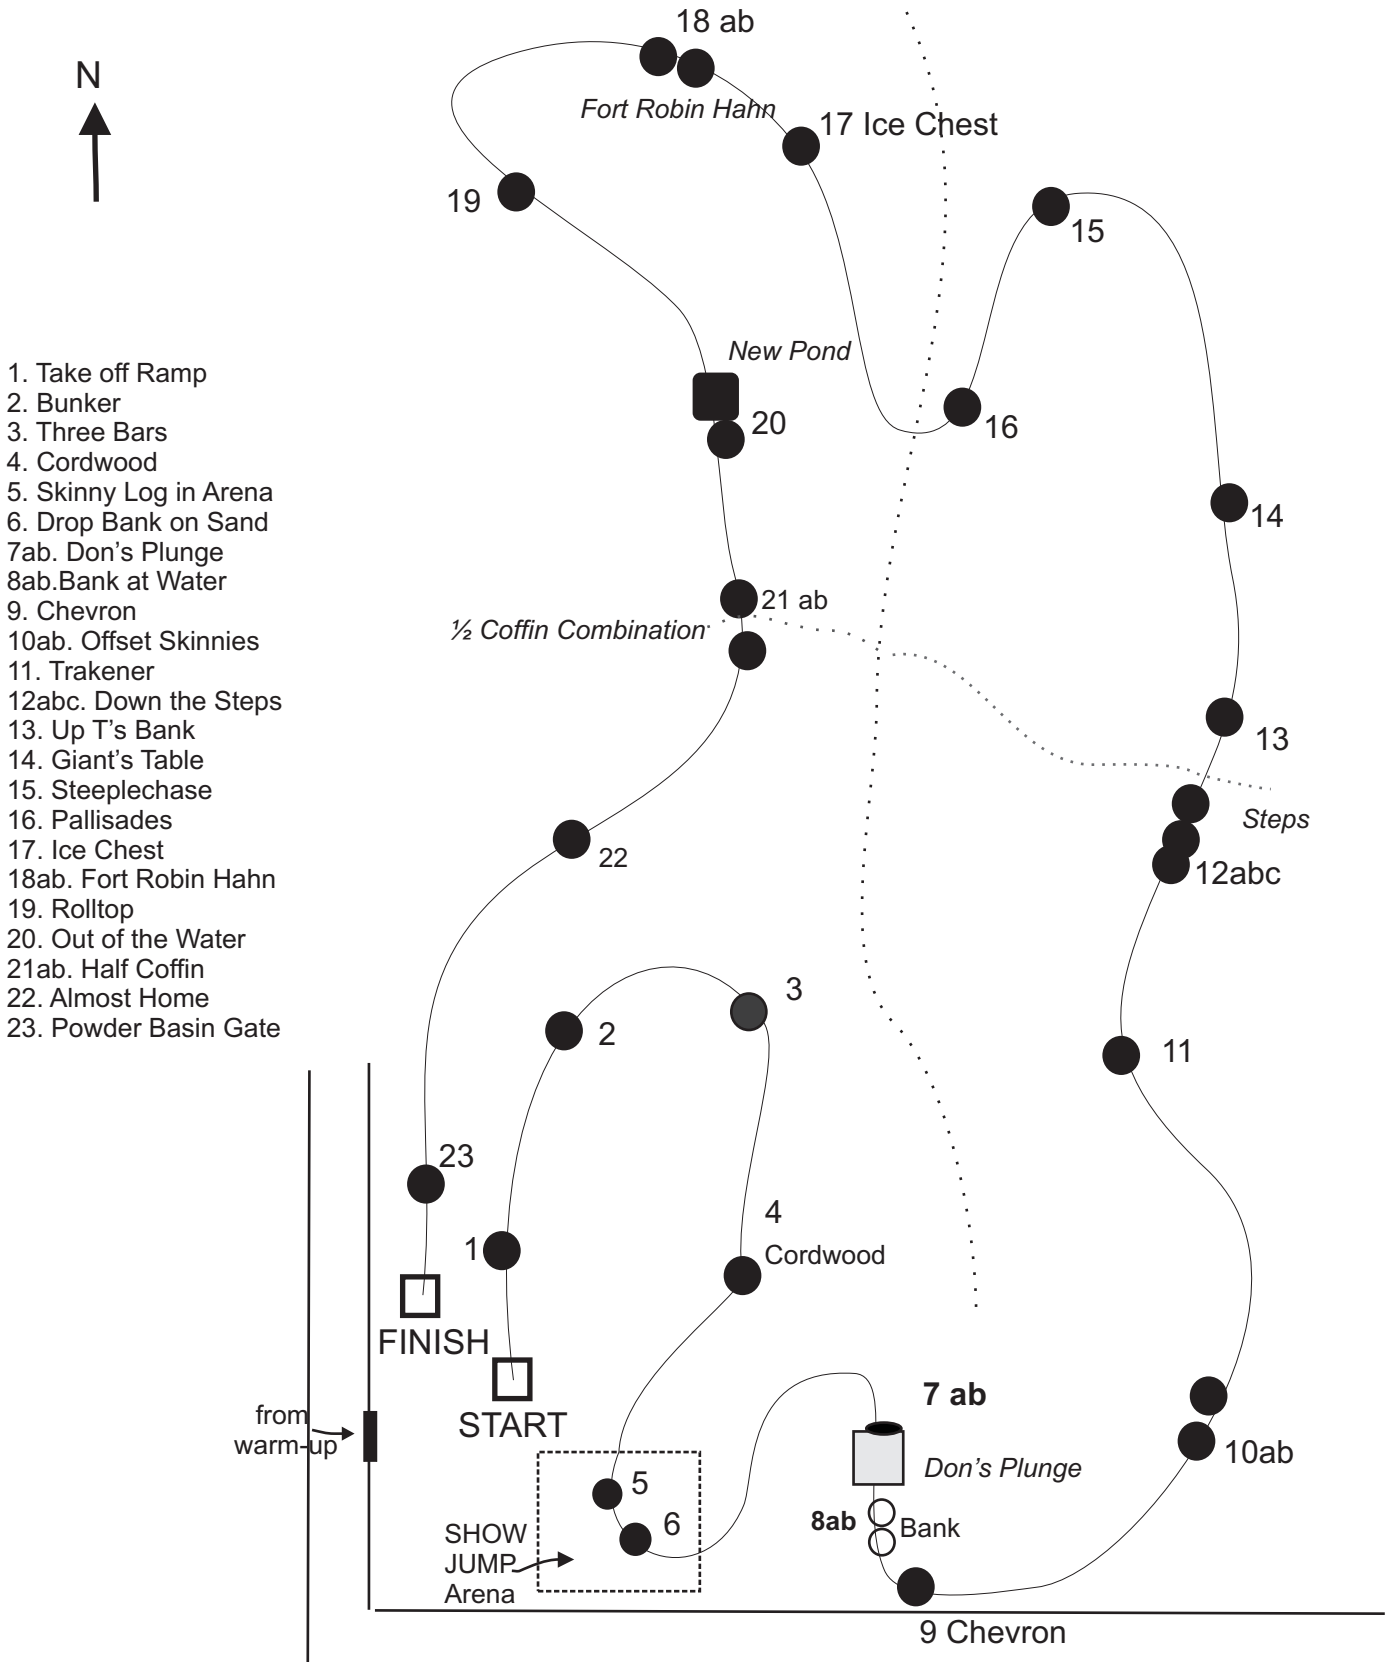 18 ab
N
Fort Robin Hahn
17 Ice Chest
19
15
New Pond
20
16
14
1. Take off Ramp
2. Bunker
3. Three Bars
4. Cordwood
5. Skinny Log in Arena
6. Drop Bank on Sand
7ab. Don's Plunge
8ab.Bank at Water
9. Chevron
10ab. Offset Skinnies
11. Trakener
12abc. Down the Steps
13. Up T's Bank
14. Giant's Table
15. Steeplechase
16. Pallisades
17. Ice Chest
18ab. Fort Robin Hahn
19. Rolltop
20. Out of the Water
21ab. Half Coffin
22. Almost Home
23. Powder Basin Gate
21 ab
½ Coffin Combination
13
Steps
12abc
22
3
2
11
23
4
1
Cordwood
FINISH
START
7 ab
from
warm-up
10ab
Don's Plunge
5
6
8ab
Bank
SHOW
JUMP
Arena
9 Chevron